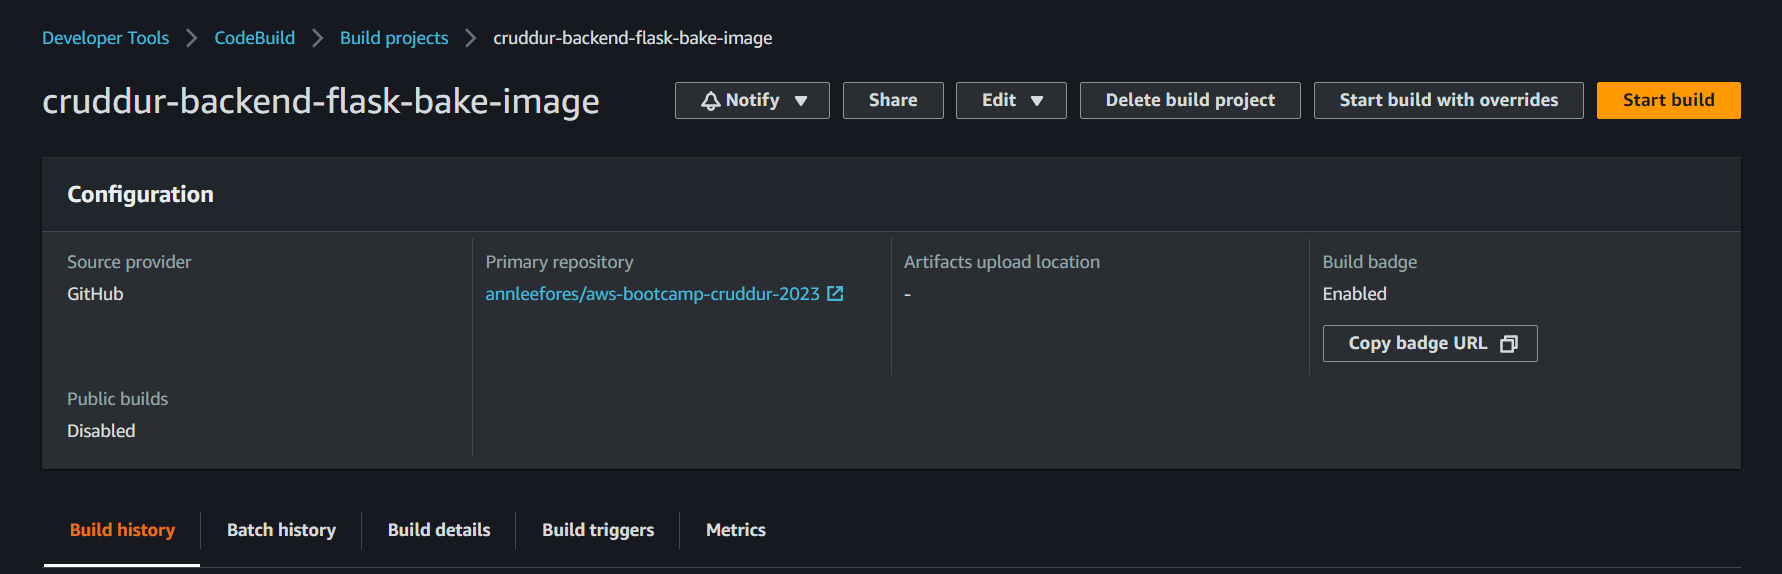 Developer Tools > CodeBuild > Build projects > cruddur-backend-flask-bake-image
cruddur-backend-flask-bake-image
Notify Share Edit Delete build project Start build with overrides Start build
Configuration
Source provider
GitHub
Primary repository
annleefores/aws-bootcamp-cruddur-2023
Artifacts upload location
-
Build badge
Enabled
Copy badge URL
Public builds
Disabled
Build history Batch history Build details Build triggers Metrics